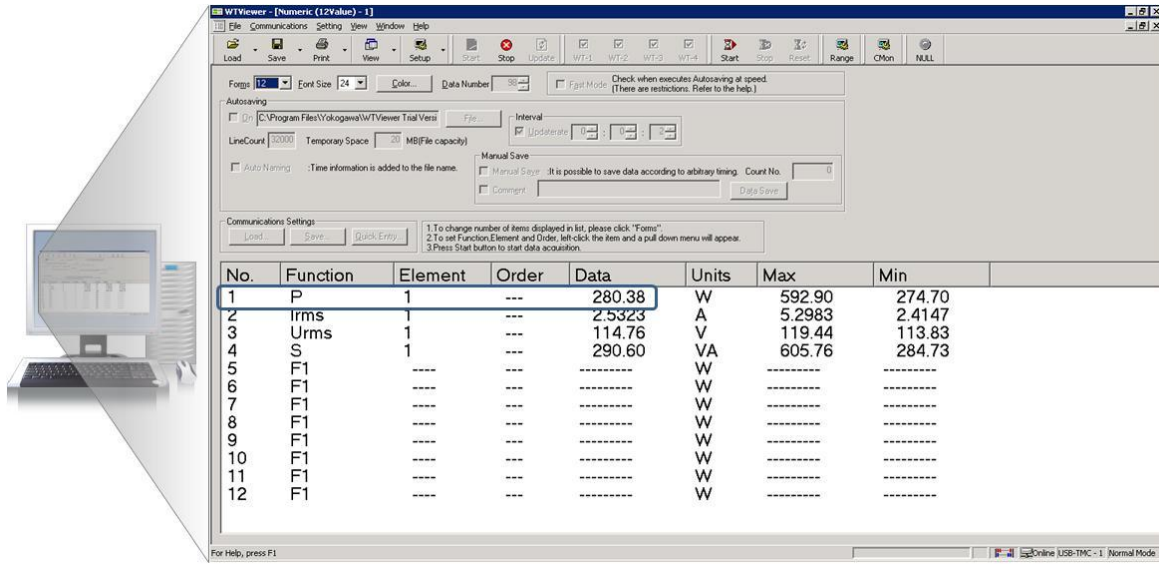 WTViewer - [Numeric (12Value) - 1]
File Communications Setting View Window Help
Load Save Print View Setup Start Stop Update WT-1 WT-2 WT-3 WT-4 Start Stop Reset Range CMon NULL
Forms 12 Font Size 24 Color... Data Number 98 Fast Mode Check when executes Autosaving at speed.
(There are restrictions. Refer to the help.)
Autosaving
On C:\Program Files\Yokogawa\WTViewer Trial Versi File... Interval
Updaterate 0 : 0 : 2
LineCount 32000 Temporary Space 20 MB(File capacity)
Manual Save
Auto Naming :Time information is added to the file name. Manual Save :It is possible to save data according to arbitrary timing. Count No. 0
Comment Data Save
Communications Settings
Load... Save... Quick Entry...
1.To change number of items displayed in list, please click "Forms".
2.To set Function,Element and Order, left-click the item and a pull down menu will appear.
3.Press Start button to start data acquisition.
No. Function Element Order Data Units Max Min
1 P 1 --- 280.38 W 592.90 274.70
2 Irms 1 --- 2.5323 A 5.2983 2.4147
3 Urms 1 --- 114.76 V 119.44 113.83
4 S 1 --- 290.60 VA 605.76 284.73
5 F1 ---- --- --------- W --------- ---------
6 F1 ---- --- --------- W --------- ---------
7 F1 ---- --- --------- W --------- ---------
8 F1 ---- --- --------- W --------- ---------
9 F1 ---- --- --------- W --------- ---------
10 F1 ---- --- --------- W --------- ---------
11 F1 ---- --- --------- W --------- ---------
12 F1 ---- --- --------- W --------- ---------
For Help, press F1 Online USB-TMC - 1 Normal Mode